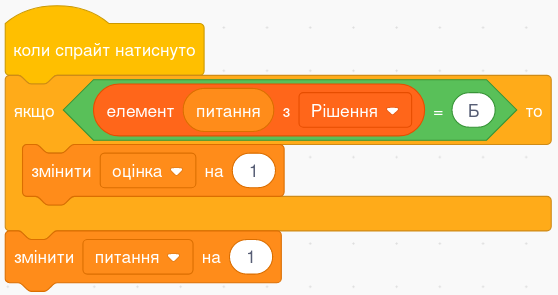 коли спрайт натиснуто
якщо елемент питання з Рішення = Б то
змінити оцінка на 1
змінити питання на 1